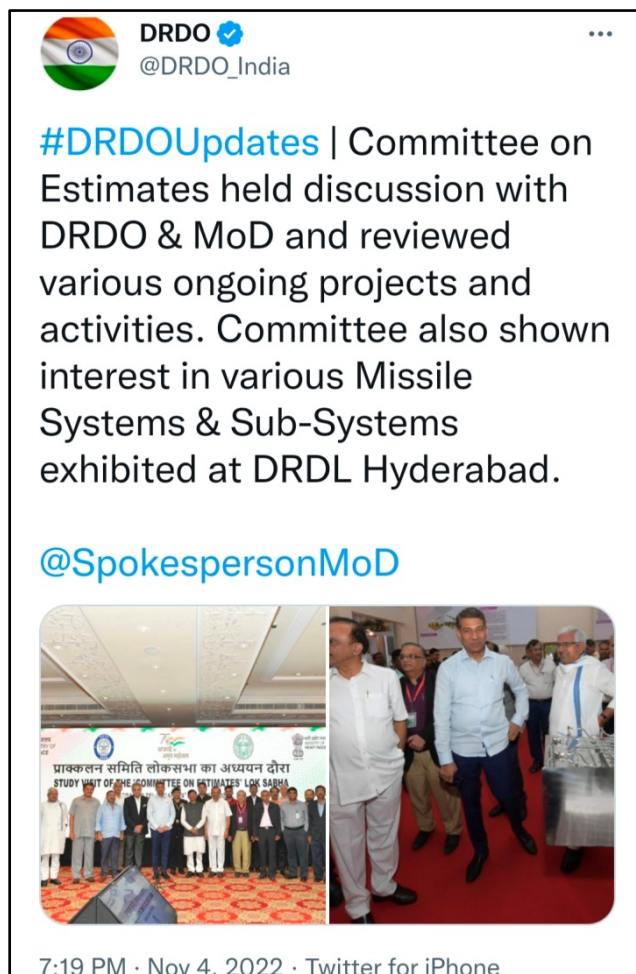 DRDO
@DRDO_India
#DRDOUpdates | Committee on
Estimates held discussion with
DRDO & MoD and reviewed
various ongoing projects and
activities. Committee also shown
interest in various Missile
Systems & Sub-Systems
exhibited at DRDL Hyderabad.
@SpokespersonMoD
प्राक्कलन समिति लोकसभा का अध्ययन दौरा
STUDY VISIT OF THE 'COMMITTEE ON ESTIMATES' LOK SABHA
7:19 PM · Nov 4, 2022 · Twitter for iPhone